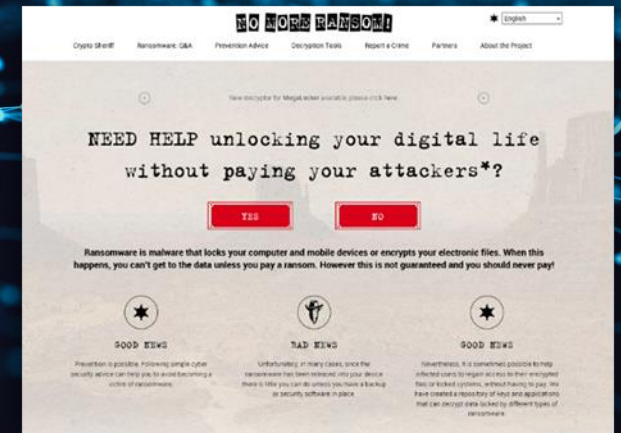 NO MORE RANSOM!
English
Crypto Sheriff Ransomware: Q&A Prevention Advice Decryption Tools Report a Crime Partners About the Project
New decryptor for MegaLocker available, please click here.
NEED HELP unlocking your digital life
without paying your attackers*?
YES NO
Ransomware is malware that locks your computer and mobile devices or encrypts your electronic files. When this
happens, you can't get to the data unless you pay a ransom. However this is not guaranteed and you should never pay!
GOOD NEWS BAD NEWS GOOD NEWS
Prevention is possible. Following simple cyber Unfortunately, in many cases, once the Nevertheless, it is sometimes possible to help
security advice can help you to avoid becoming a ransomware has been released into your device infected users to regain access to their encrypted
victim of ransomware. there is little you can do unless you have a backup files or locked systems, without having to pay. We
or security software in place. have created a repository of keys and applications
that can decrypt data locked by different types of
ransomware.